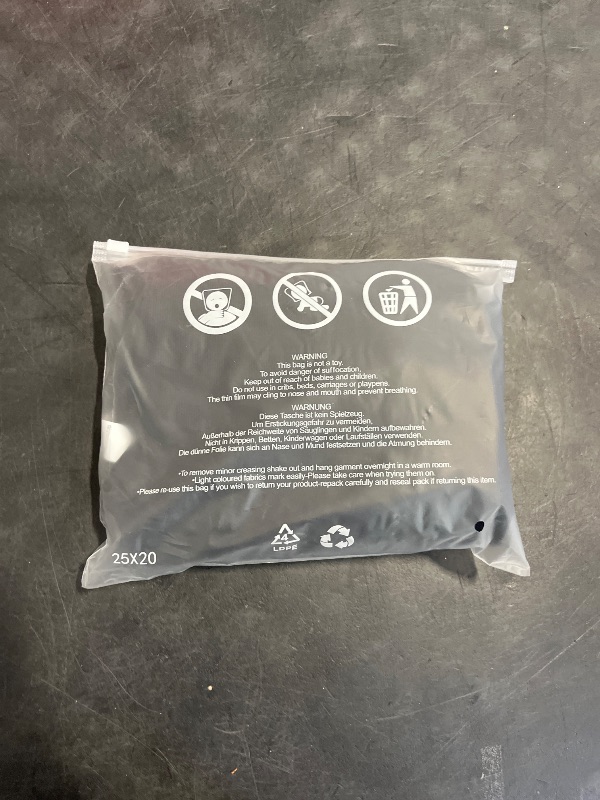 WARNING
This bag is not a toy.
To avoid danger of suffocation,
Keep out of reach of babies and children.
Do not use in cribs, beds, carriages or playpens.
The thin film may cling to nose and mouth and prevent breathing.
WARNUNG
Diese Tasche ist kein Spielzeug.
Um Erstickungsgefahr zu vermeiden,
Außerhalb der Reichweite von Säuglingen und Kindern aufbewahren.
Nicht in Krippen, Betten, Kinderwagen oder Laufställen verwenden.
Die dünne Folie kann sich an Nase und Mund festsetzen und die Atmung behindern.
•To remove minor creasing shake out and hang garment overnight in a warm room.
•Light coloured fabrics mark easily-Please take care when trying them on.
•Please re-use this bag if you wish to return your product-repack carefully and reseal pack if returning this item.
4
LDPE
25X20